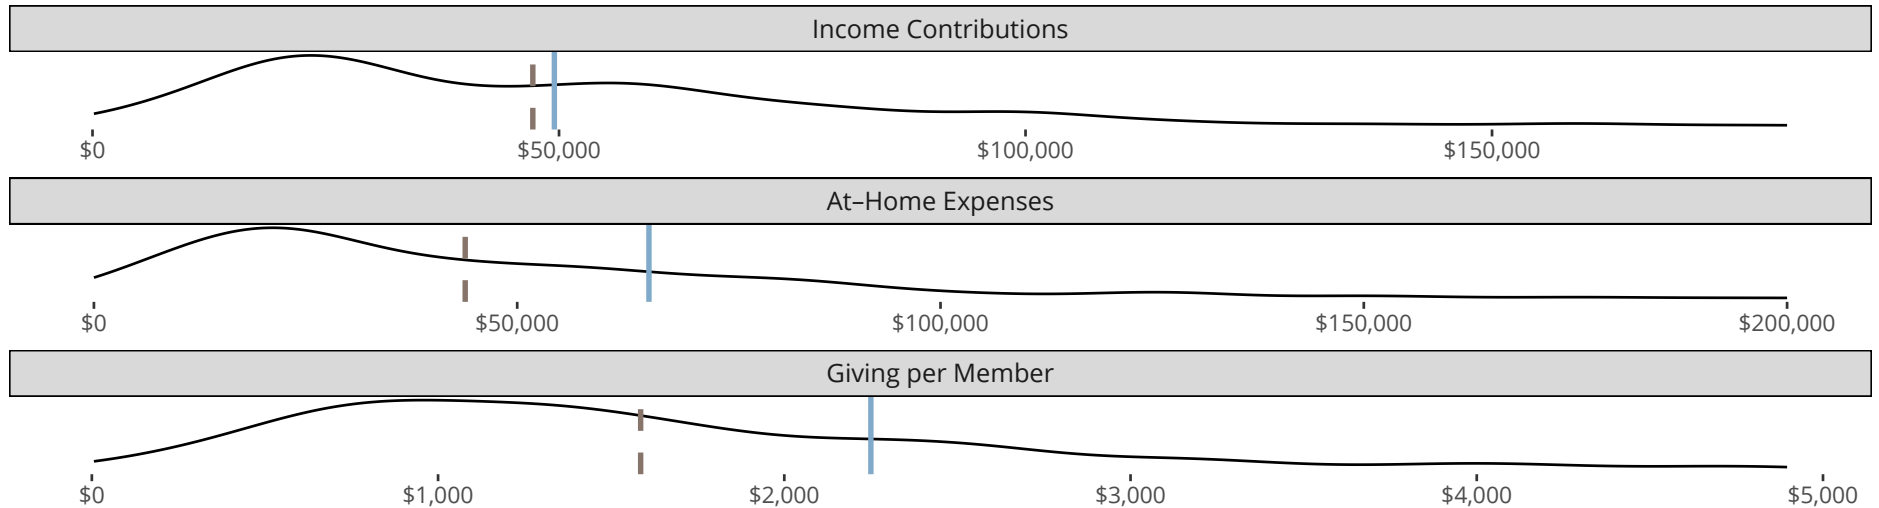 Income Contributions
$0 $50,000 $100,000 $150,000
At–Home Expenses
$0 $50,000 $100,000 $150,000 $200,000
Giving per Member
$0 $1,000 $2,000 $3,000 $4,000 $5,000